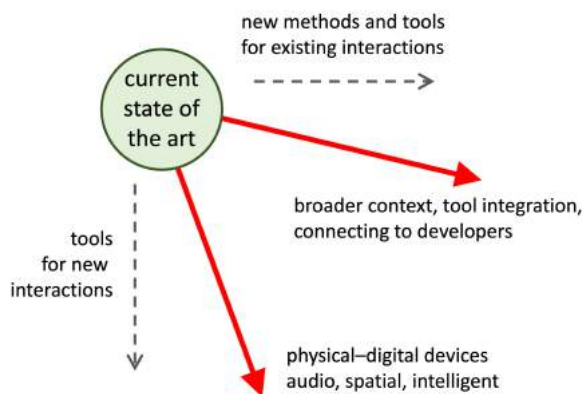 new methods and tools
for existing interactions
current
state of
the art
broader context, tool integration,
connecting to developers
tools
for new
interactions
physical–digital devices
audio, spatial, intelligent